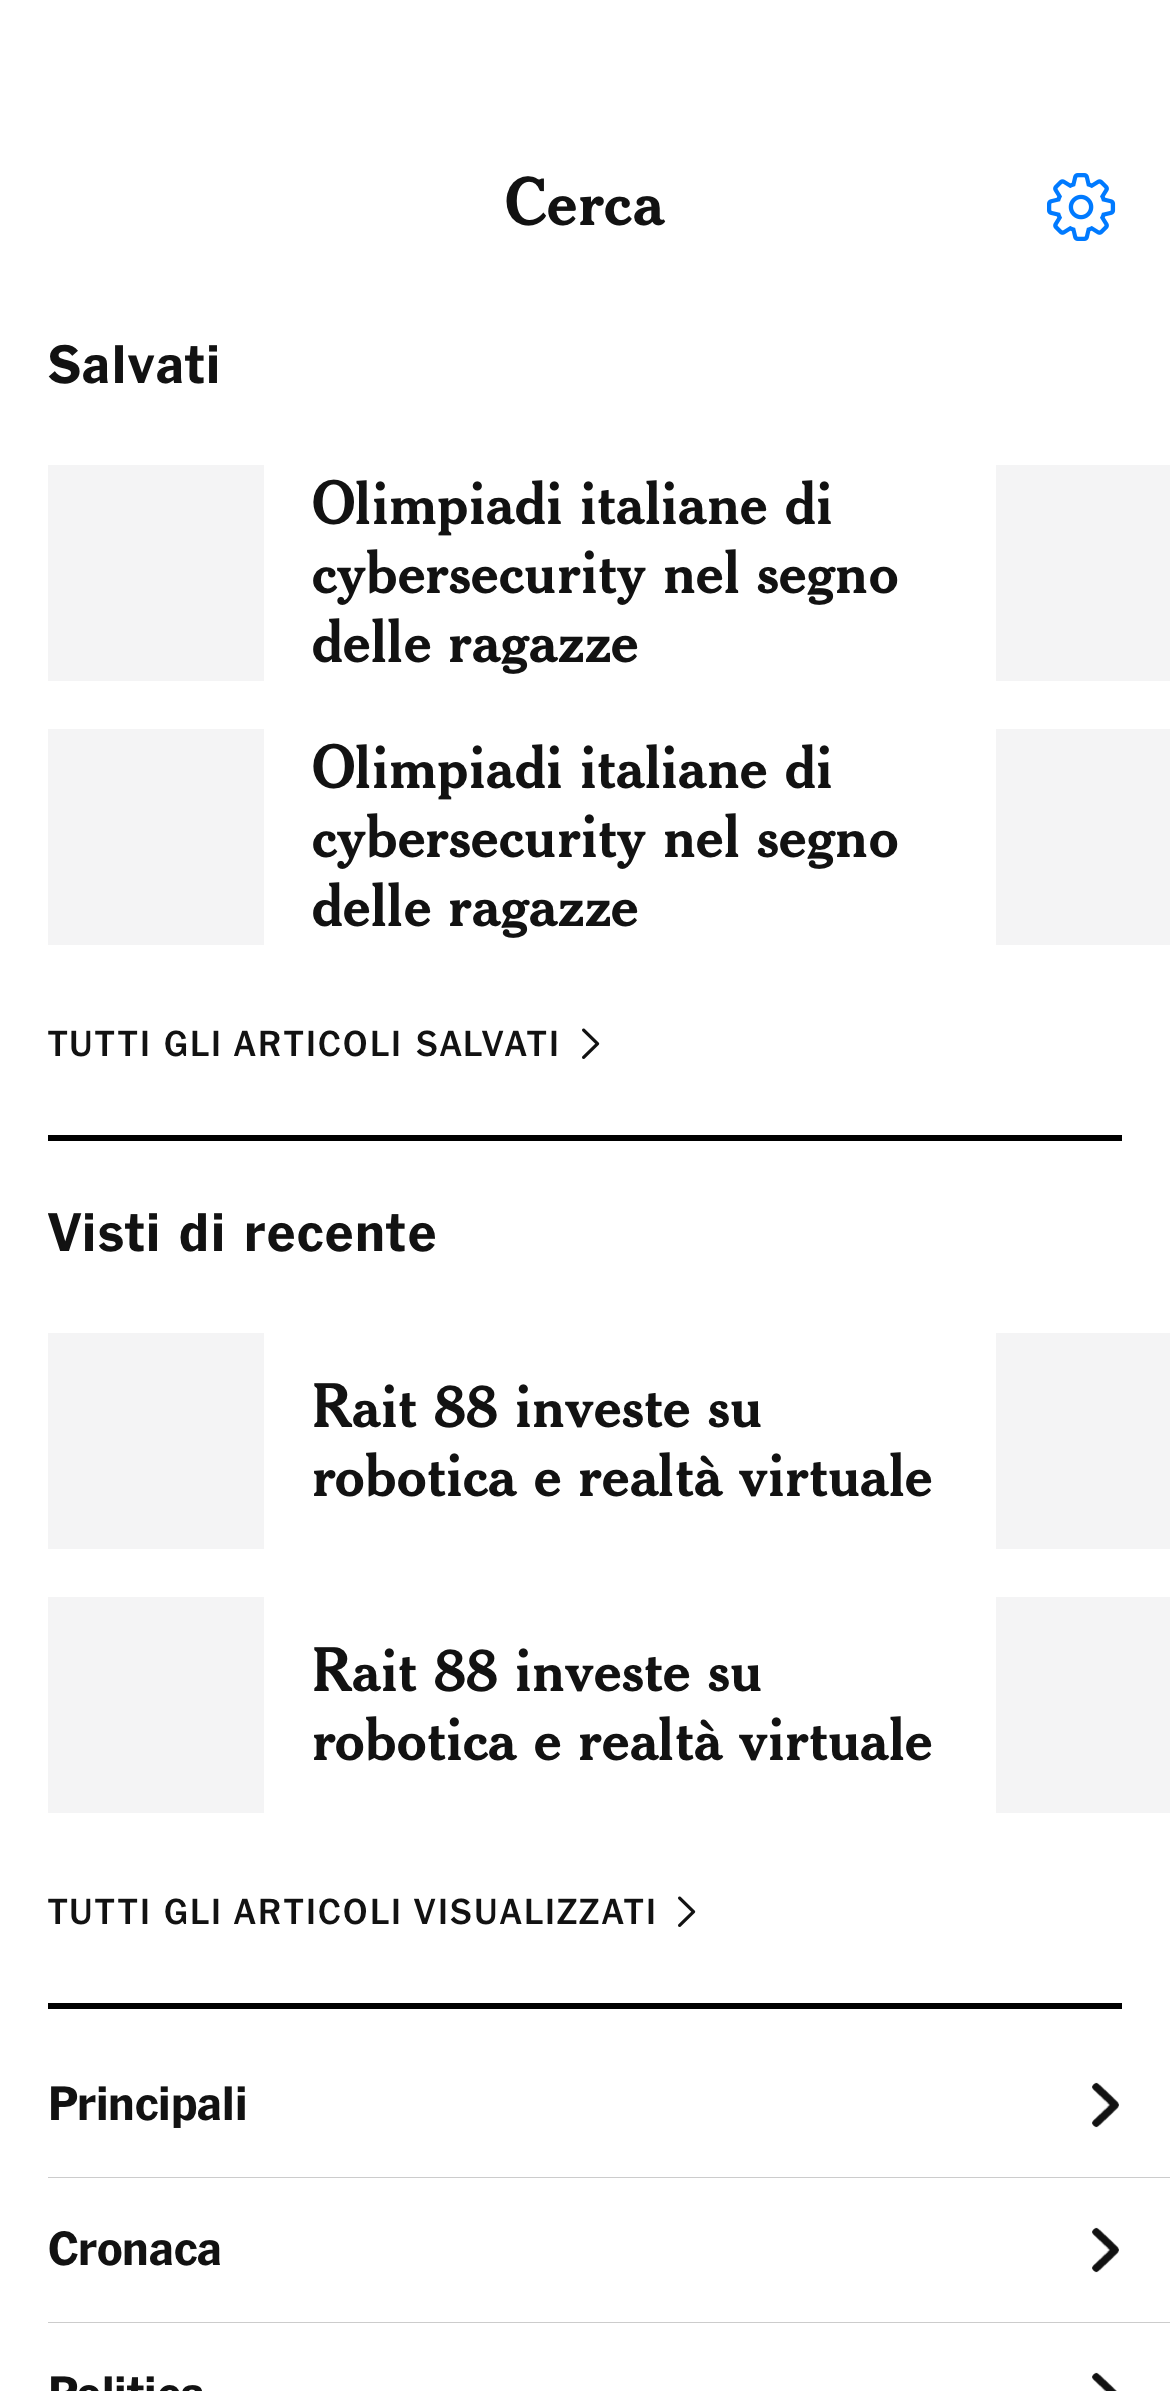 Cerca
Salvati
Olimpiadi italiane di
cybersecurity nel segno
delle ragazze
Olimpiadi italiane di
cybersecurity nel segno
delle ragazze
TUTTI GLI ARTICOLI SALVATI
Visti di recente
Rait 88 investe su
robotica e realtà virtuale
Rait 88 investe su
robotica e realtà virtuale
TUTTI GLI ARTICOLI VISUALIZZATI
Principali
Cronaca
Politica